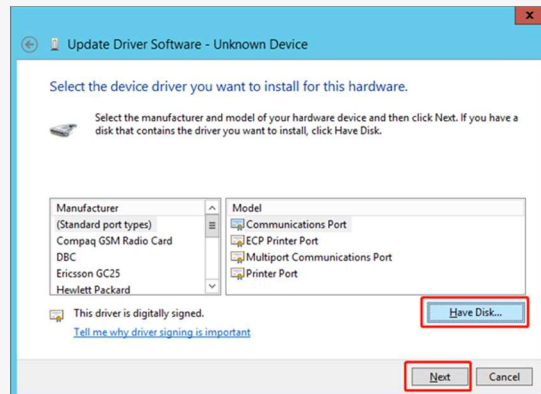 x
Update Driver Software - Unknown Device
Select the device driver you want to install for this hardware.
Select the manufacturer and model of your hardware device and then click Next. If you have a
disk that contains the driver you want to install, click Have Disk.
Manufacturer
(Standard port types)
Compaq GSM Radio Card
DBC
Ericsson GC25
Hewlett Packard
Model
Communications Port
ECP Printer Port
Multiport Communications Port
Printer Port
This driver is digitally signed.
Have Disk...
Tell me why driver signing is important
Next
Cancel